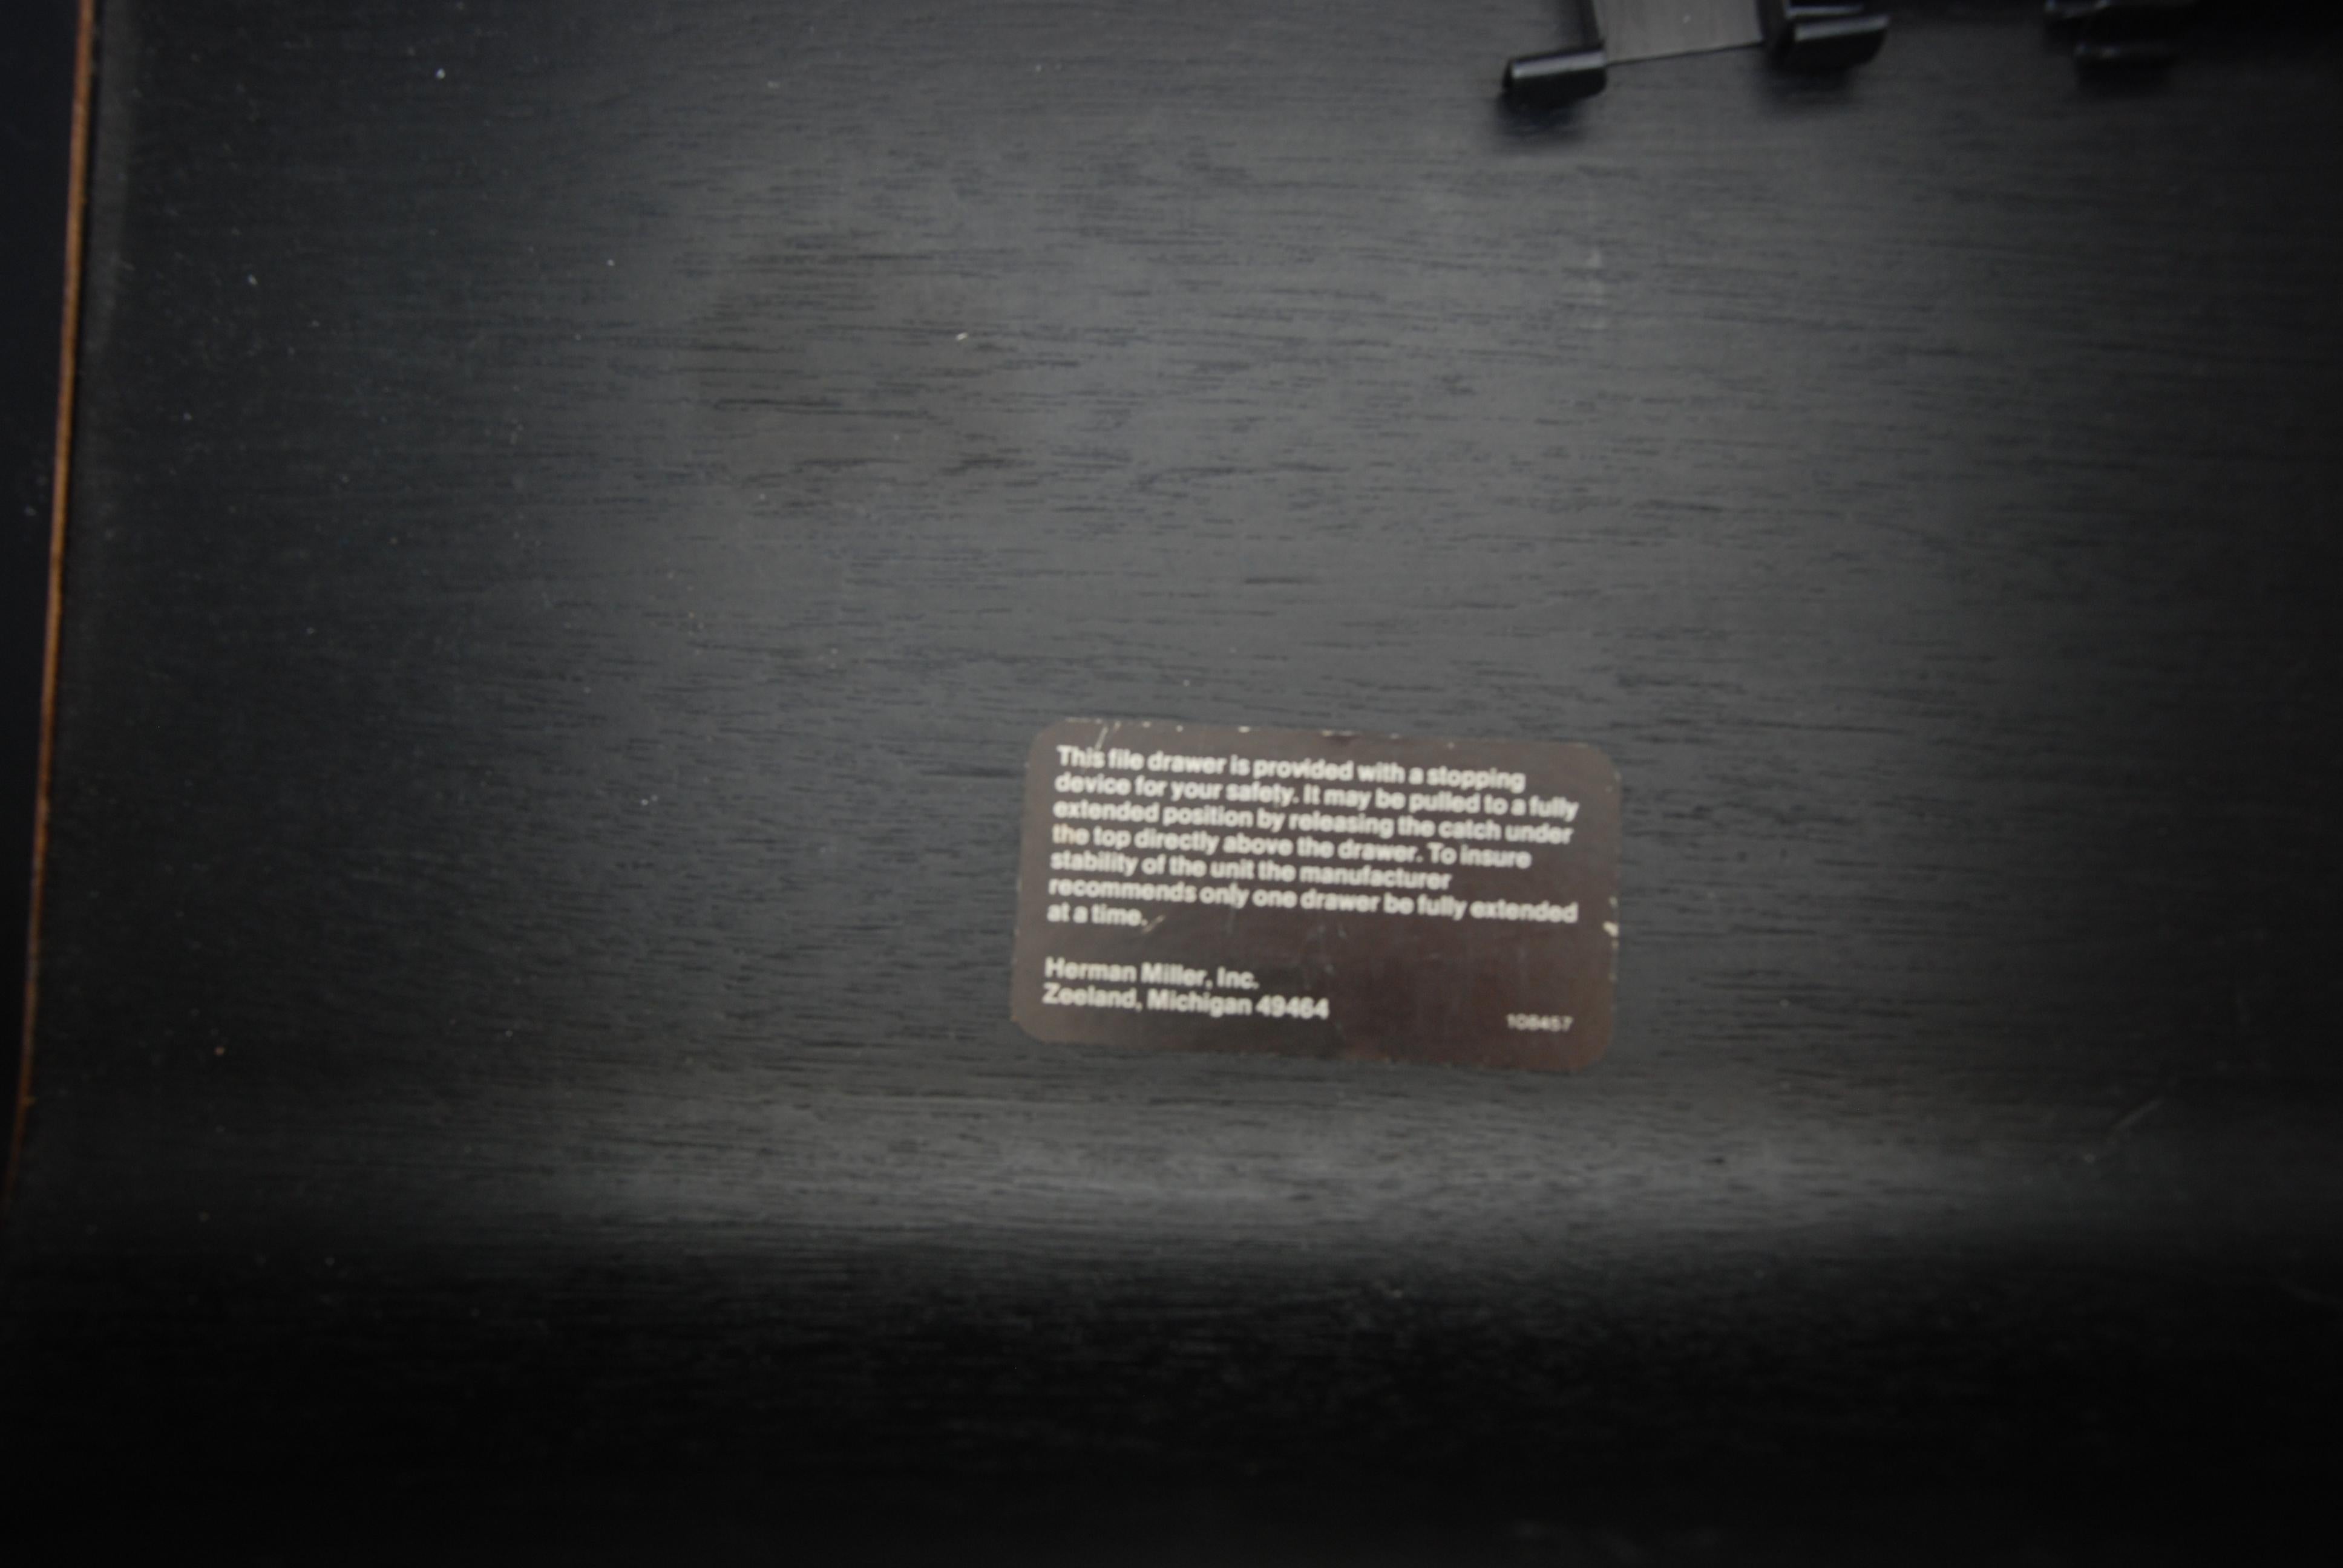 This file drawer is provided with a stopping
device for your safety. It may be pulled to a fully
extended position by releasing the catch under
the top directly above the drawer. To insure
stability of the unit the manufacturer
recommends only one drawer be fully extended
at a time.
Herman Miller, Inc.
Zeeland, Michigan 49464
108457